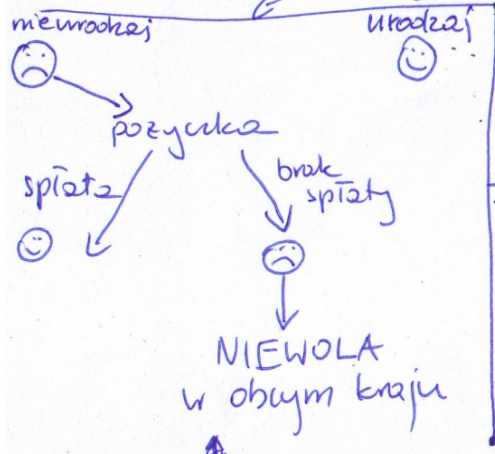 nieurodzaj urodzaj
pożyczka
spłata brak
spłaty
NIEWOLA
w obcym kraju